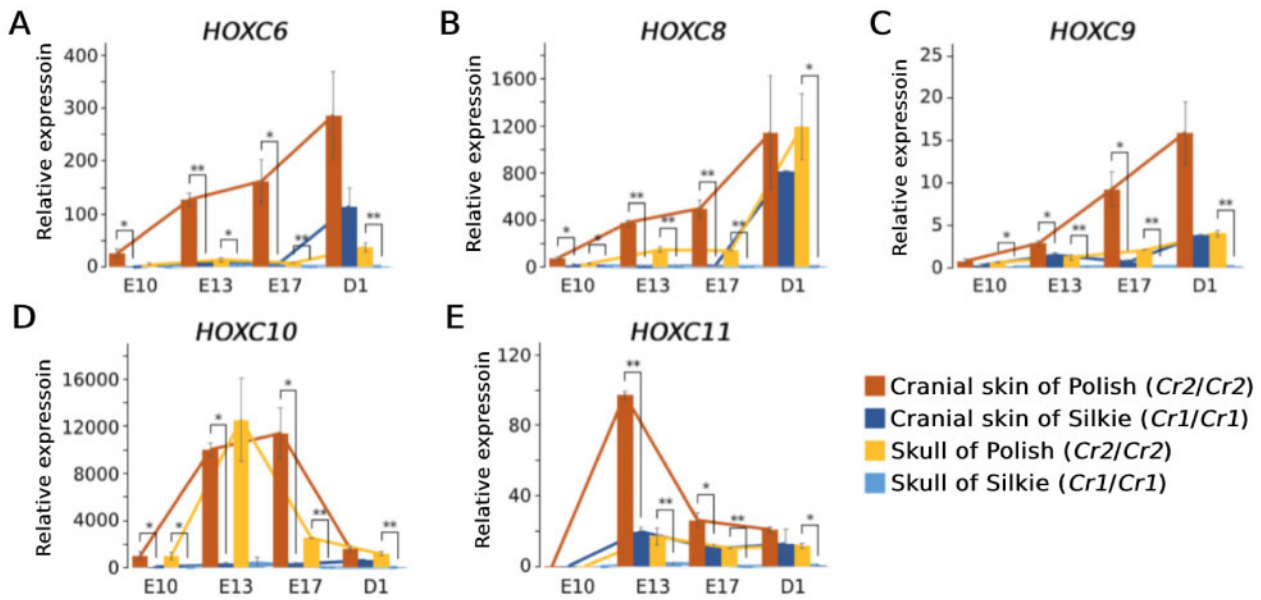 A
HOXC6
Relative expressoin
400
300
200
100
0
*
**
*
*
**
**
E10
E13
E17
D1
B
HOXC8
Relative expressoin
1600
1200
800
400
0
*
*
**
**
**
**
*
E10
E13
E17
D1
C
HOXC9
Relative expressoin
25
20
15
10
5
0
*
*
**
*
**
**
E10
E13
E17
D1
D
HOXC10
Relative expressoin
16000
12000
8000
4000
0
*
*
*
*
**
**
E10
E13
E17
D1
E
HOXC11
Relative expressoin
120
80
40
0
**
**
*
**
*
E10
E13
E17
D1
Cranial skin of Polish (Cr2/Cr2)
Cranial skin of Silkie (Cr1/Cr1)
Skull of Polish (Cr2/Cr2)
Skull of Silkie (Cr1/Cr1)